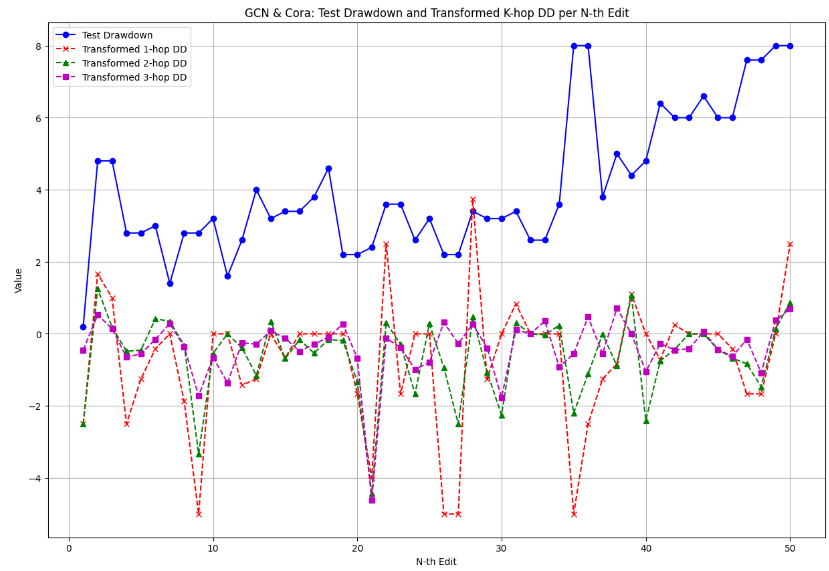 GCN & Cora: Test Drawdown and Transformed K-hop DD per N-th Edit
Test Drawdown
Transformed 1-hop DD
Transformed 2-hop DD
Transformed 3-hop DD
Value
8
6
4
2
0
−2
−4
0 10 20 30 40 50
N-th Edit